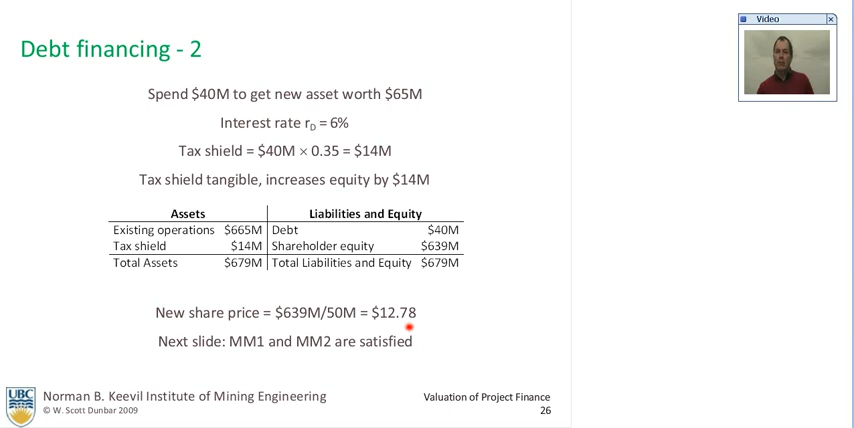 Debt financing - 2
Spend $40M to get new asset worth $65M
Interest rate rD = 6%
Tax shield = $40M × 0.35 = $14M
Tax shield tangible, increases equity by $14M
Assets Liabilities and Equity
Existing operations $665M Debt $40M
Tax shield $14M Shareholder equity $639M
Total Assets $679M Total Liabilities and Equity $679M
New share price = $639M/50M = $12.78
Next slide: MM1 and MM2 are satisfied
UBC
Norman B. Keevil Institute of Mining Engineering
© W. Scott Dunbar 2009
Valuation of Project Finance
26
Video